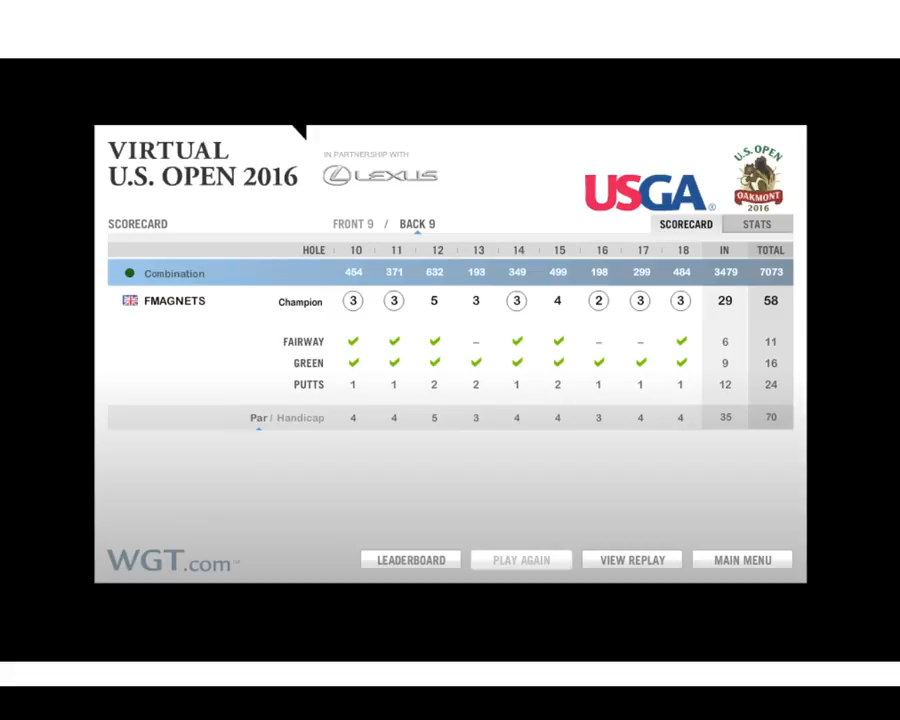 VIRTUAL
U.S. OPEN 2016
IN PARTNERSHIP WITH
LEXUS
USGA®
U.S. OPEN
OAKMONT
2016
SCORECARD
FRONT 9 / BACK 9
SCORECARD STATS
HOLE 10 11 12 13 14 15 16 17 18 IN TOTAL
Combination 454 371 632 193 349 499 198 299 484 3479 7073
FMAGNETS Champion 3 3 5 3 3 4 2 3 3 29 58
FAIRWAY ✔ ✔ ✔ – ✔ ✔ – – ✔ 6 11
GREEN ✔ ✔ ✔ ✔ ✔ ✔ ✔ ✔ ✔ 9 16
PUTTS 1 1 2 2 1 2 1 1 1 12 24
Par / Handicap 4 4 5 3 4 4 3 4 4 35 70
WGT.com
LEADERBOARD PLAY AGAIN VIEW REPLAY MAIN MENU